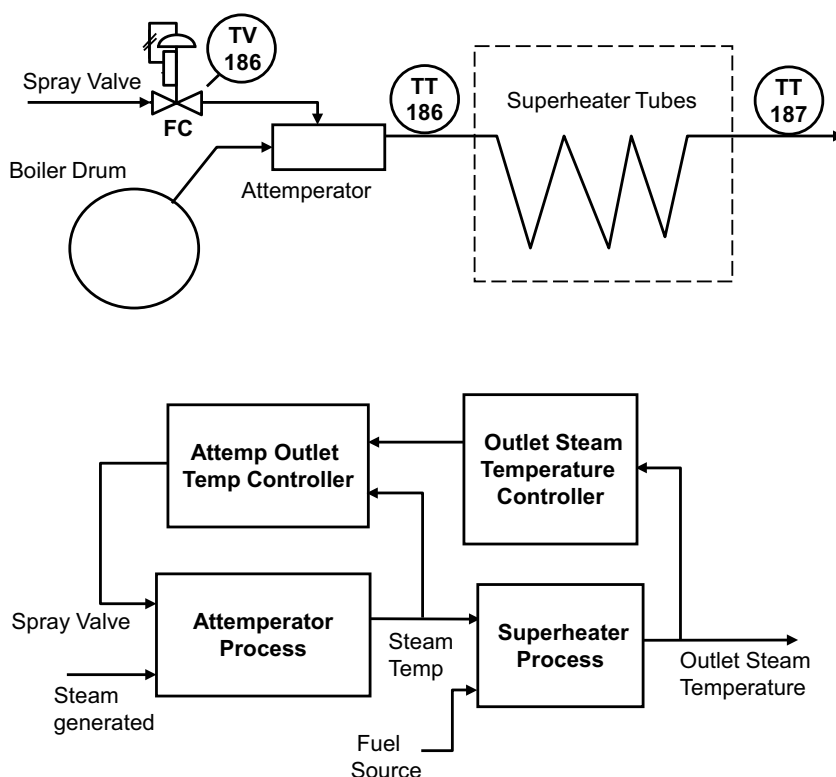 TV
186
Spray Valve
FC
TT
186
Superheater Tubes
TT
187
Boiler Drum
Attemperator
Attemp Outlet
Temp Controller
Outlet Steam
Temperature
Controller
Spray Valve
Attemperator
Process
Steam
Temp
Superheater
Process
Outlet Steam
Temperature
Steam
generated
Fuel
Source